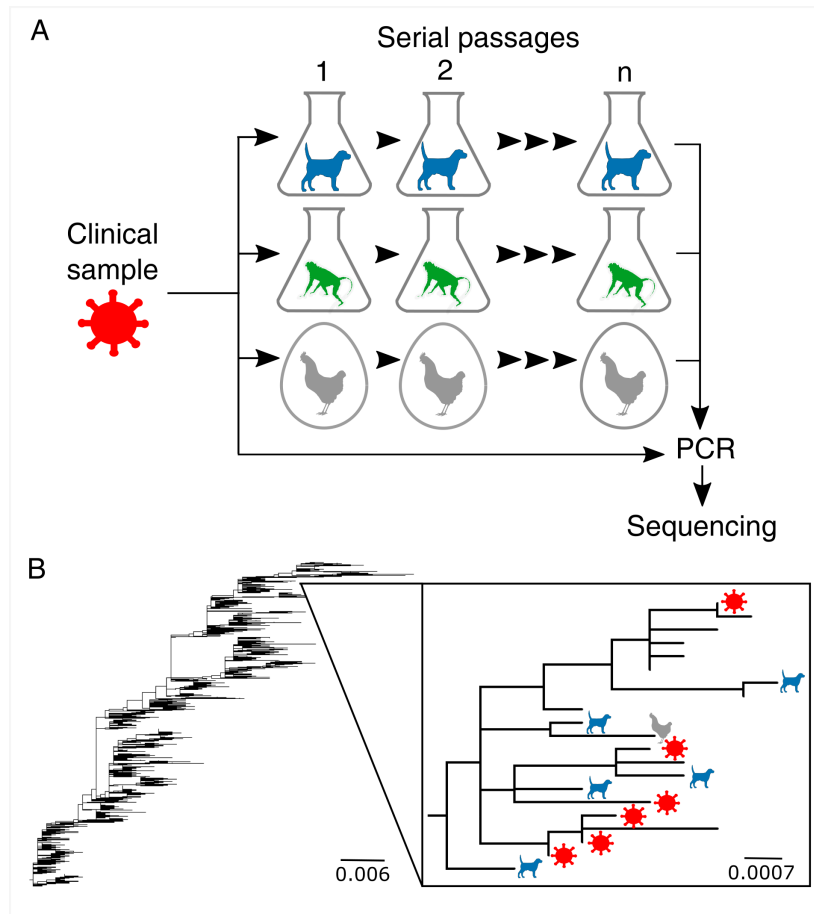 A
Serial passages
1 2 n
Clinical
sample
PCR
Sequencing
B
0.006
0.0007